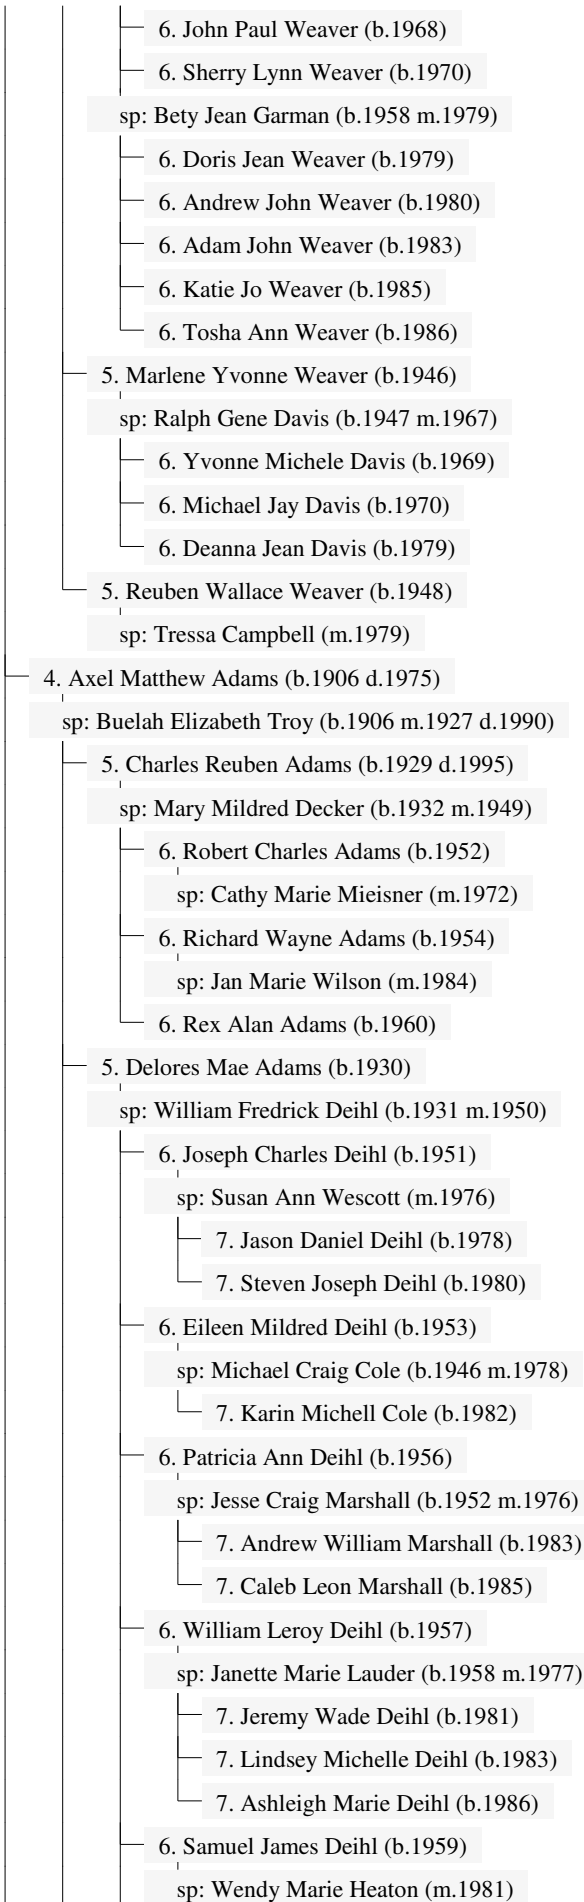 6. John Paul Weaver (b.1968)
6. Sherry Lynn Weaver (b.1970)
sp: Bety Jean Garman (b.1958 m.1979)
6. Doris Jean Weaver (b.1979)
6. Andrew John Weaver (b.1980)
6. Adam John Weaver (b.1983)
6. Katie Jo Weaver (b.1985)
6. Tosha Ann Weaver (b.1986)
5. Marlene Yvonne Weaver (b.1946)
sp: Ralph Gene Davis (b.1947 m.1967)
6. Yvonne Michele Davis (b.1969)
6. Michael Jay Davis (b.1970)
6. Deanna Jean Davis (b.1979)
5. Reuben Wallace Weaver (b.1948)
sp: Tressa Campbell (m.1979)
4. Axel Matthew Adams (b.1906 d.1975)
sp: Buelah Elizabeth Troy (b.1906 m.1927 d.1990)
5. Charles Reuben Adams (b.1929 d.1995)
sp: Mary Mildred Decker (b.1932 m.1949)
6. Robert Charles Adams (b.1952)
sp: Cathy Marie Mieisner (m.1972)
6. Richard Wayne Adams (b.1954)
sp: Jan Marie Wilson (m.1984)
6. Rex Alan Adams (b.1960)
5. Delores Mae Adams (b.1930)
sp: William Fredrick Deihl (b.1931 m.1950)
6. Joseph Charles Deihl (b.1951)
sp: Susan Ann Wescott (m.1976)
7. Jason Daniel Deihl (b.1978)
7. Steven Joseph Deihl (b.1980)
6. Eileen Mildred Deihl (b.1953)
sp: Michael Craig Cole (b.1946 m.1978)
7. Karin Michell Cole (b.1982)
6. Patricia Ann Deihl (b.1956)
sp: Jesse Craig Marshall (b.1952 m.1976)
7. Andrew William Marshall (b.1983)
7. Caleb Leon Marshall (b.1985)
6. William Leroy Deihl (b.1957)
sp: Janette Marie Lauder (b.1958 m.1977)
7. Jeremy Wade Deihl (b.1981)
7. Lindsey Michelle Deihl (b.1983)
7. Ashleigh Marie Deihl (b.1986)
6. Samuel James Deihl (b.1959)
sp: Wendy Marie Heaton (m.1981)